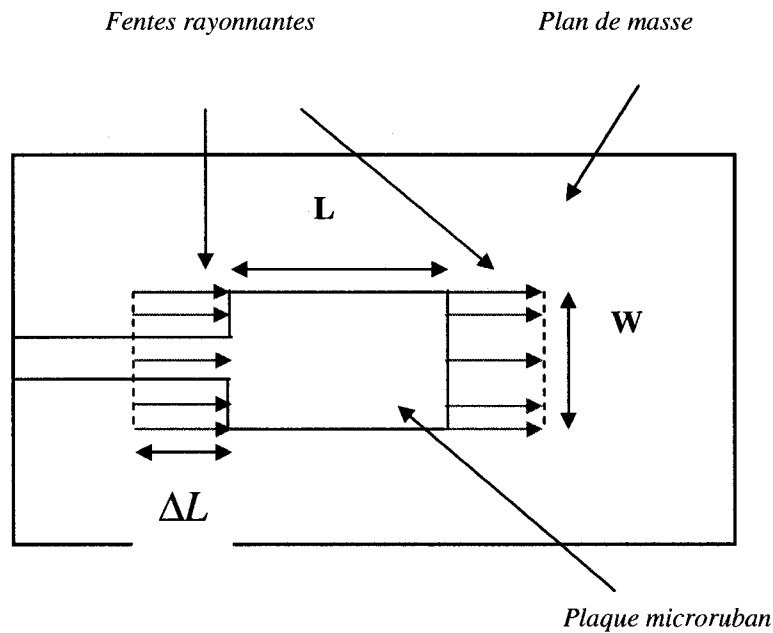 Fentes rayonnantes
Plan de masse
L
W
ΔL
Plaque microruban